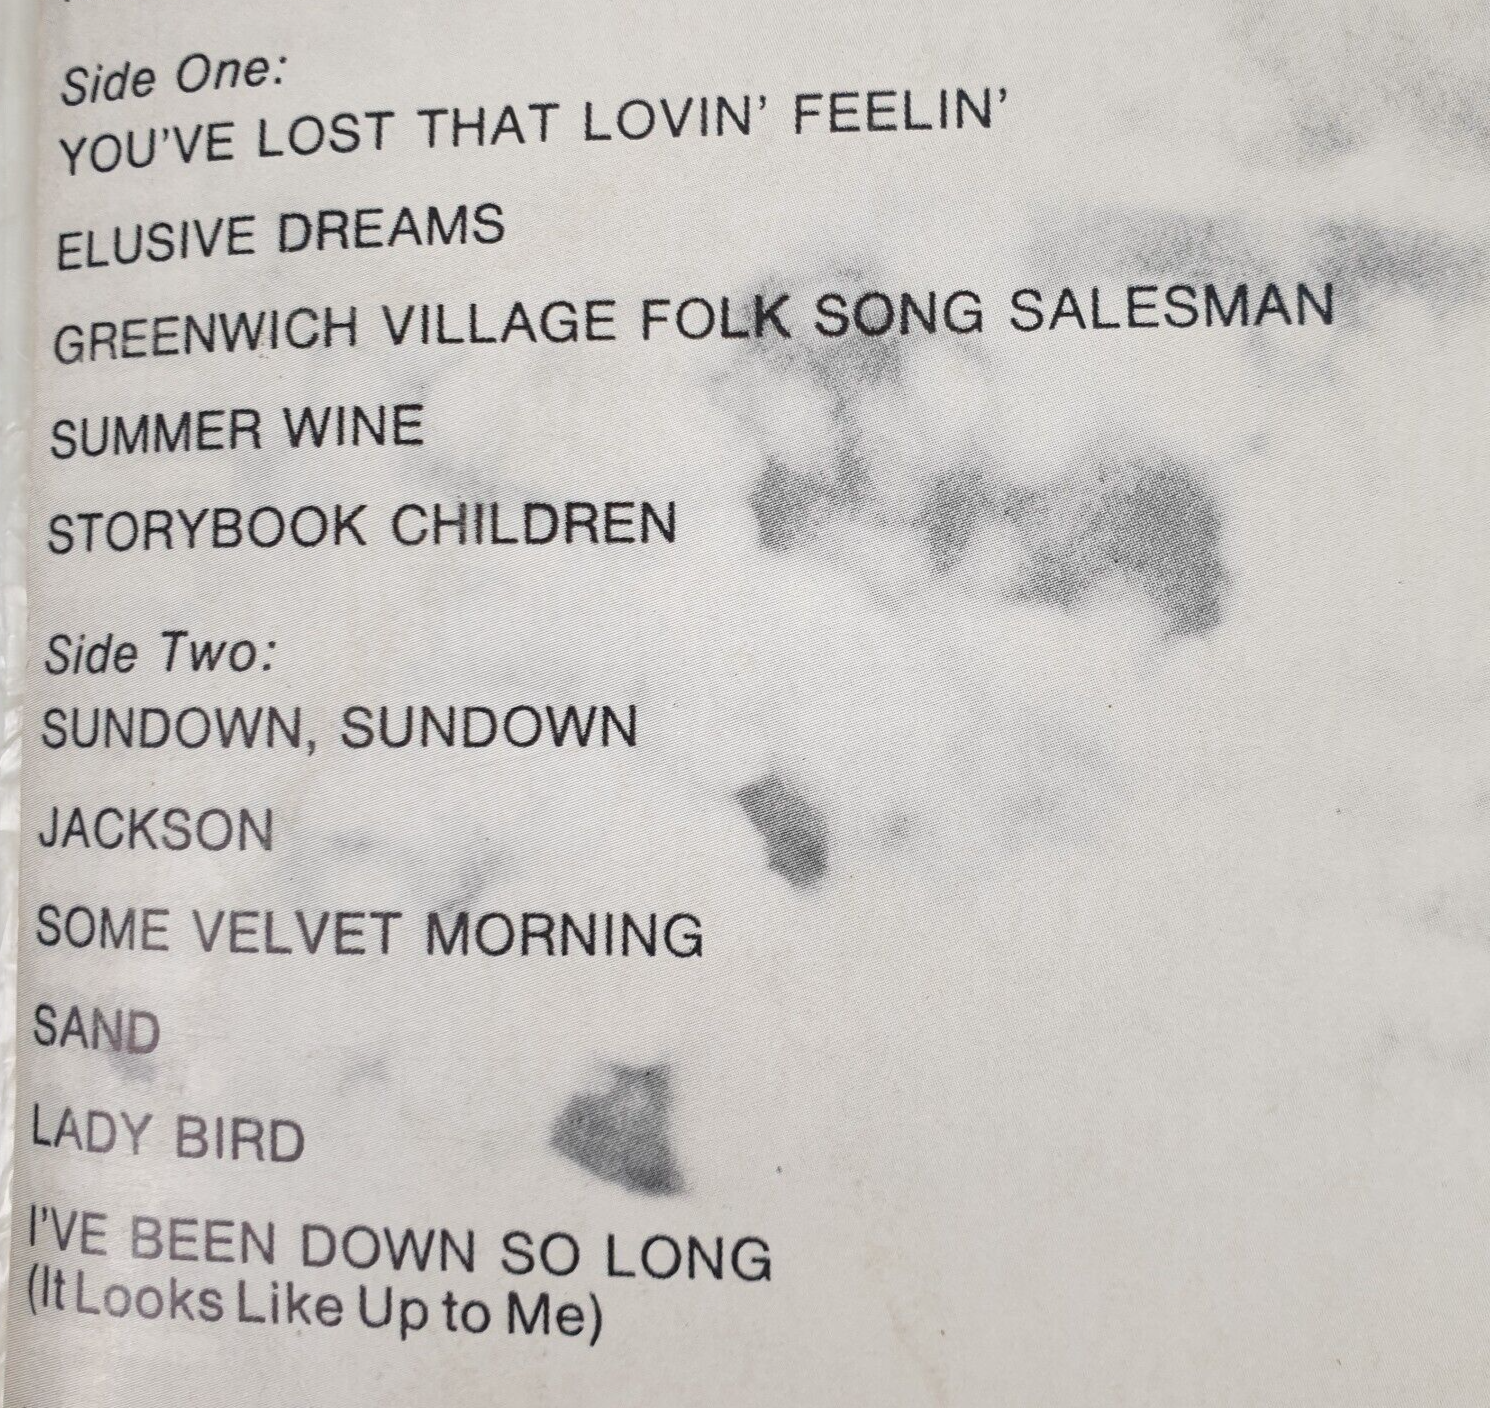 Side One:
YOU'VE LOST THAT LOVIN' FEELIN'
ELUSIVE DREAMS
GREENWICH VILLAGE FOLK SONG SALESMAN
SUMMER WINE
STORYBOOK CHILDREN
Side Two:
SUNDOWN, SUNDOWN
JACKSON
SOME VELVET MORNING
SAND
LADY BIRD
I'VE BEEN DOWN SO LONG
(It Looks Like Up to Me)